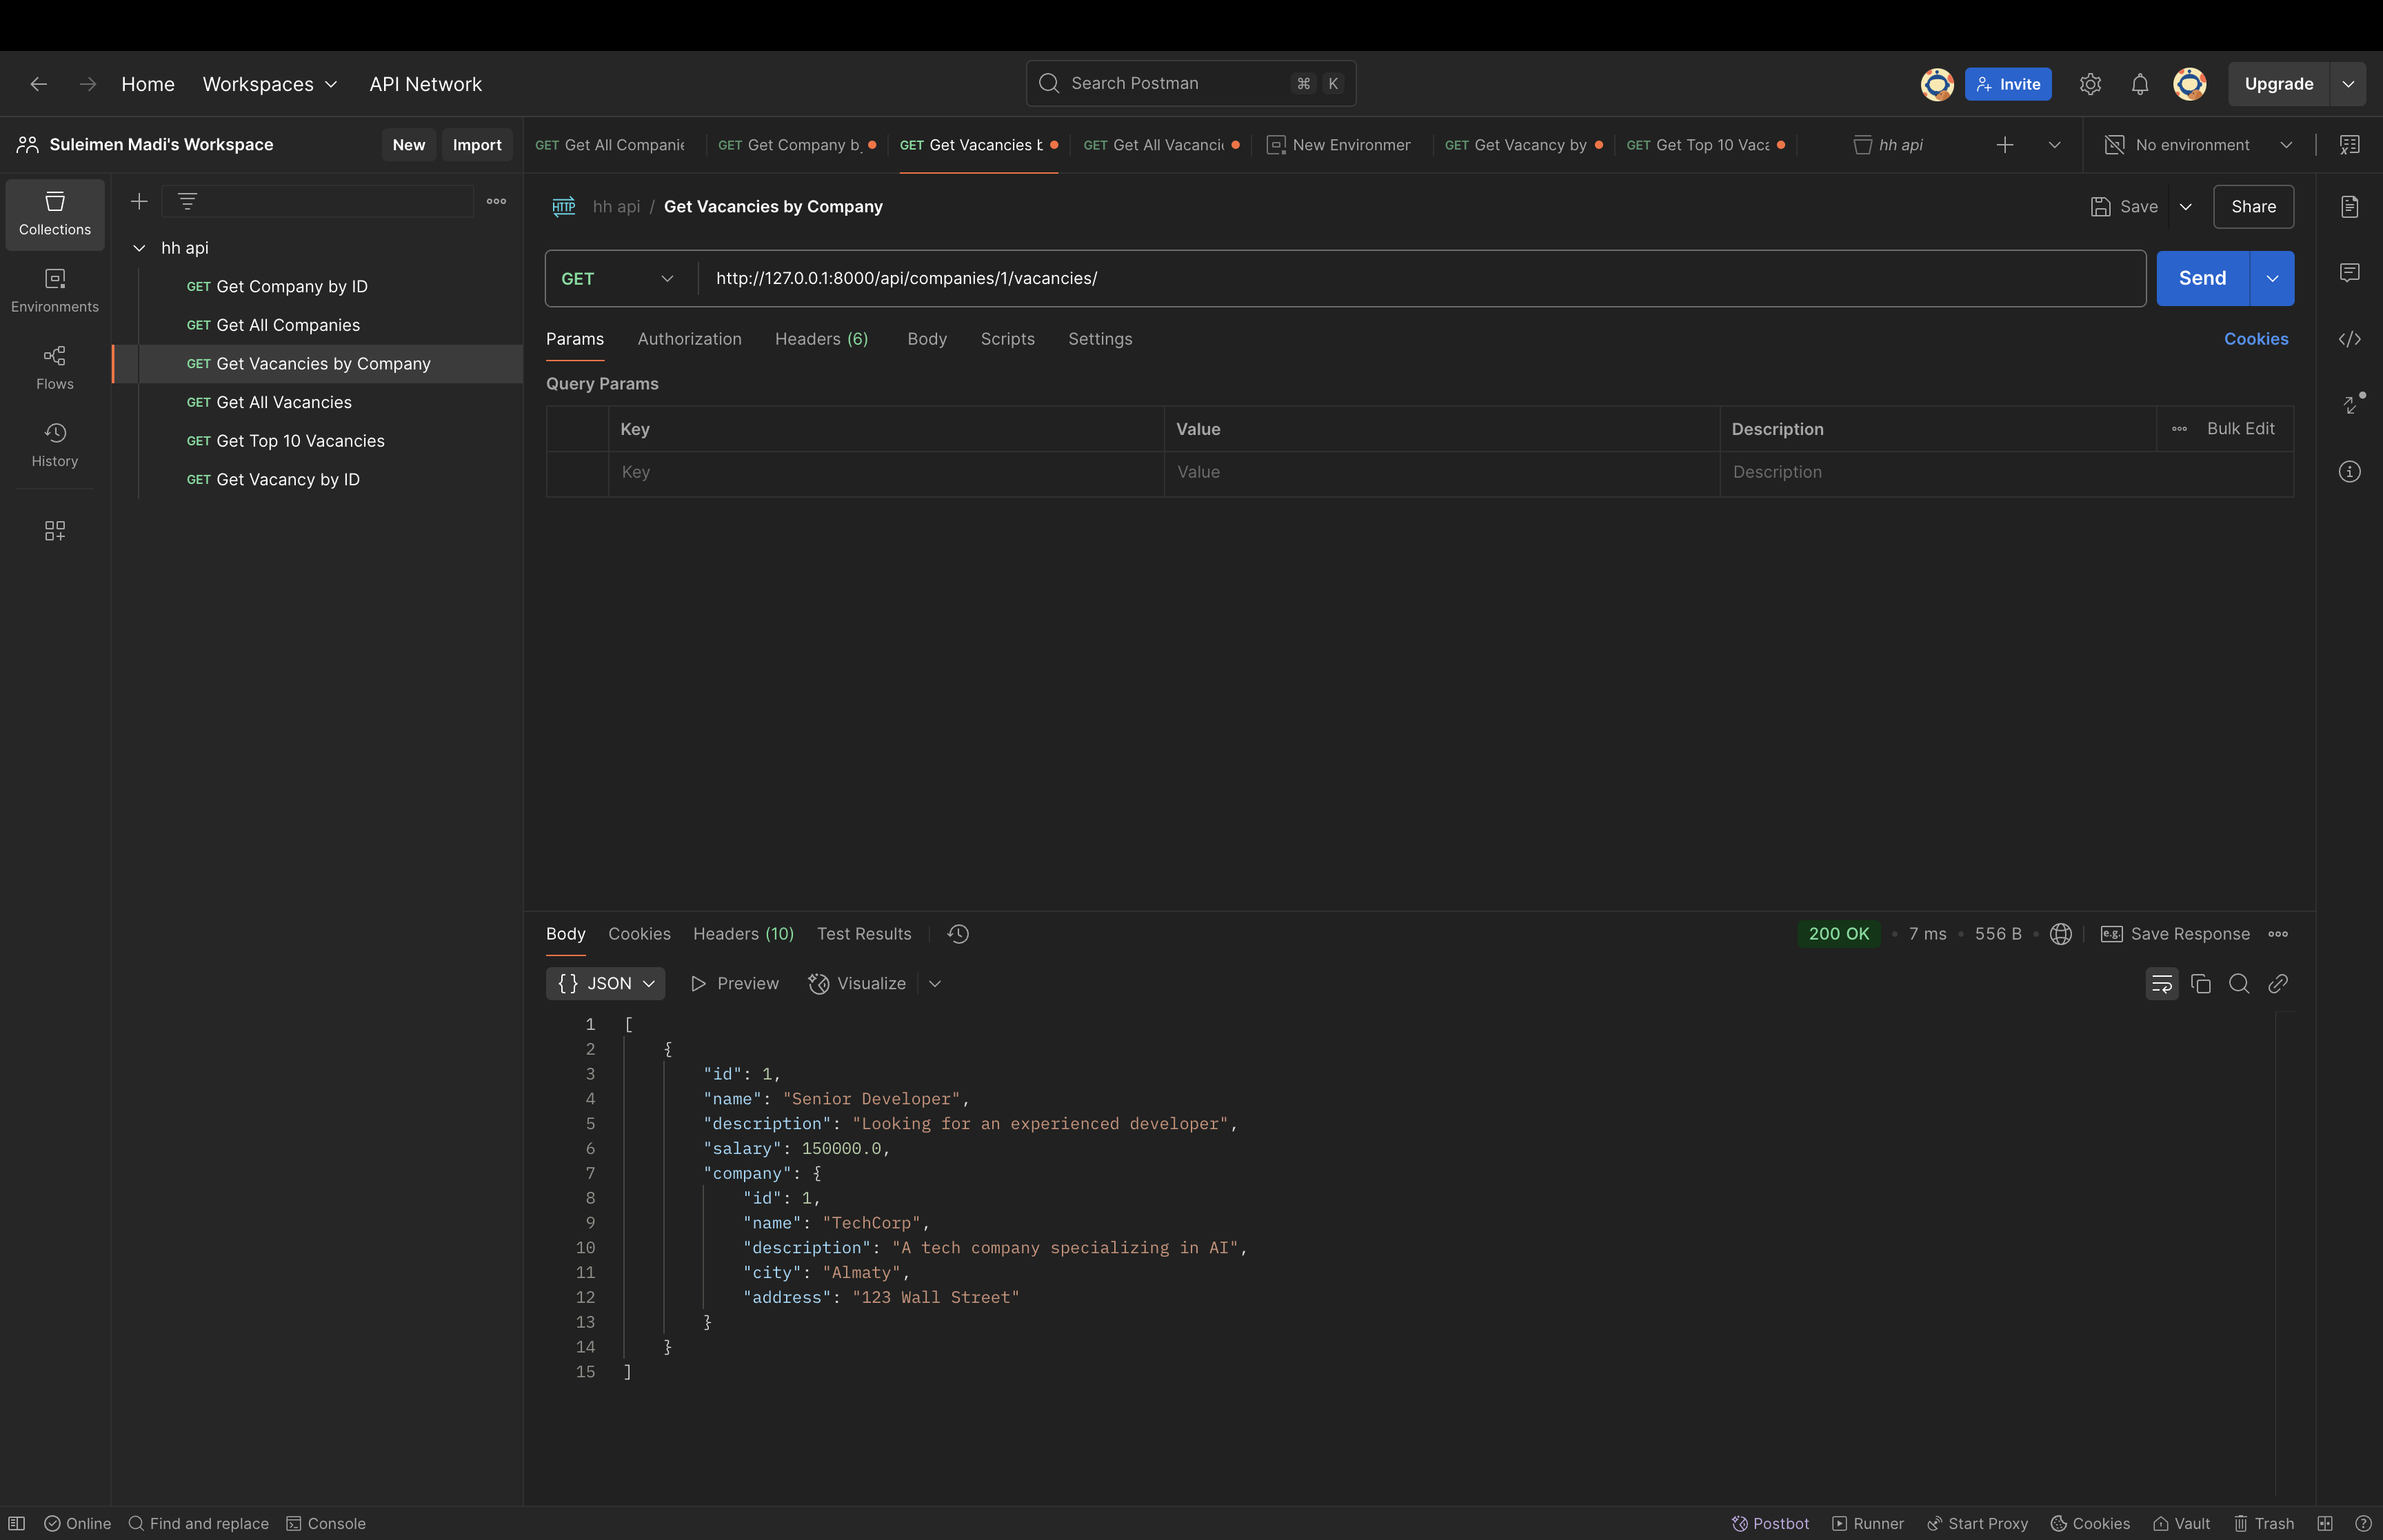 Home Workspaces API Network Search Postman ⌘ K Invite Upgrade
Suleimen Madi's Workspace New Import
GET Get All Companie GET Get Company b GET Get Vacancies GET Get All Vacanci New Environmer GET Get Vacancy by GET Get Top 10 Vaca hh api No environment
Collections
Environments
Flows
History
hh api
GET Get Company by ID
GET Get All Companies
GET Get Vacancies by Company
GET Get All Vacancies
GET Get Top 10 Vacancies
GET Get Vacancy by ID
HTTP hh api / Get Vacancies by Company Save Share
GET http://127.0.0.1:8000/api/companies/1/vacancies/ Send
Params Authorization Headers (6) Body Scripts Settings Cookies
Query Params
Key Value Description Bulk Edit
Key Value Description
Body Cookies Headers (10) Test Results 200 OK 7 ms 556 B e.g. Save Response
{} JSON Preview Visualize
1 [
2 {
3 "id": 1,
4 "name": "Senior Developer",
5 "description": "Looking for an experienced developer",
6 "salary": 150000.0,
7 "company": {
8 "id": 1,
9 "name": "TechCorp",
10 "description": "A tech company specializing in AI",
11 "city": "Almaty",
12 "address": "123 Wall Street"
13 }
14 }
15 ]
Online Find and replace Console Postbot Runner Start Proxy Cookies Vault Trash